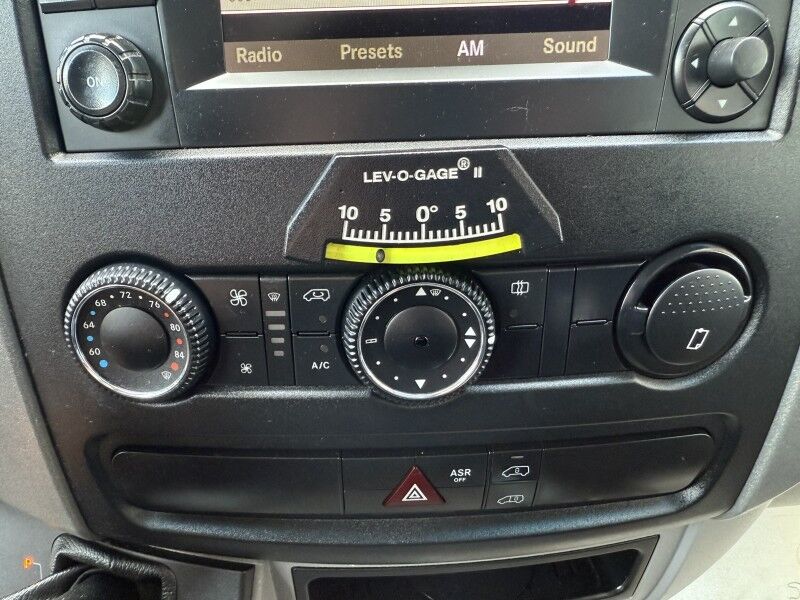 Radio Presets AM Sound
ON
LEV-O-GAGE® II
10 5 0° 5 10
68 72 76
64 80
60 84
A/C
ASR
OFF
P